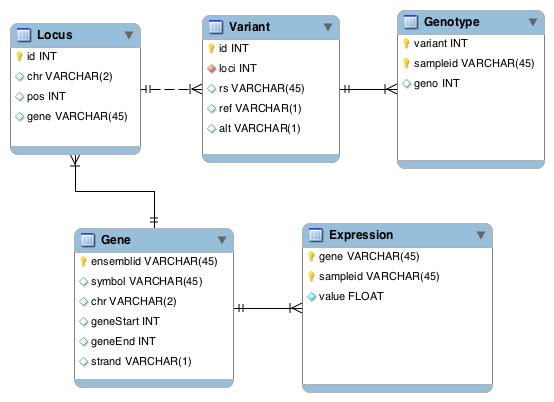 Locus
id INT
chr VARCHAR(2)
pos INT
gene VARCHAR(45)
Variant
id INT
loci INT
rs VARCHAR(45)
ref VARCHAR(1)
alt VARCHAR(1)
Genotype
variant INT
sampleid VARCHAR(45)
geno INT
Gene
ensemblid VARCHAR(45)
symbol VARCHAR(45)
chr VARCHAR(2)
geneStart INT
geneEnd INT
strand VARCHAR(1)
Expression
gene VARCHAR(45)
sampleid VARCHAR(45)
value FLOAT